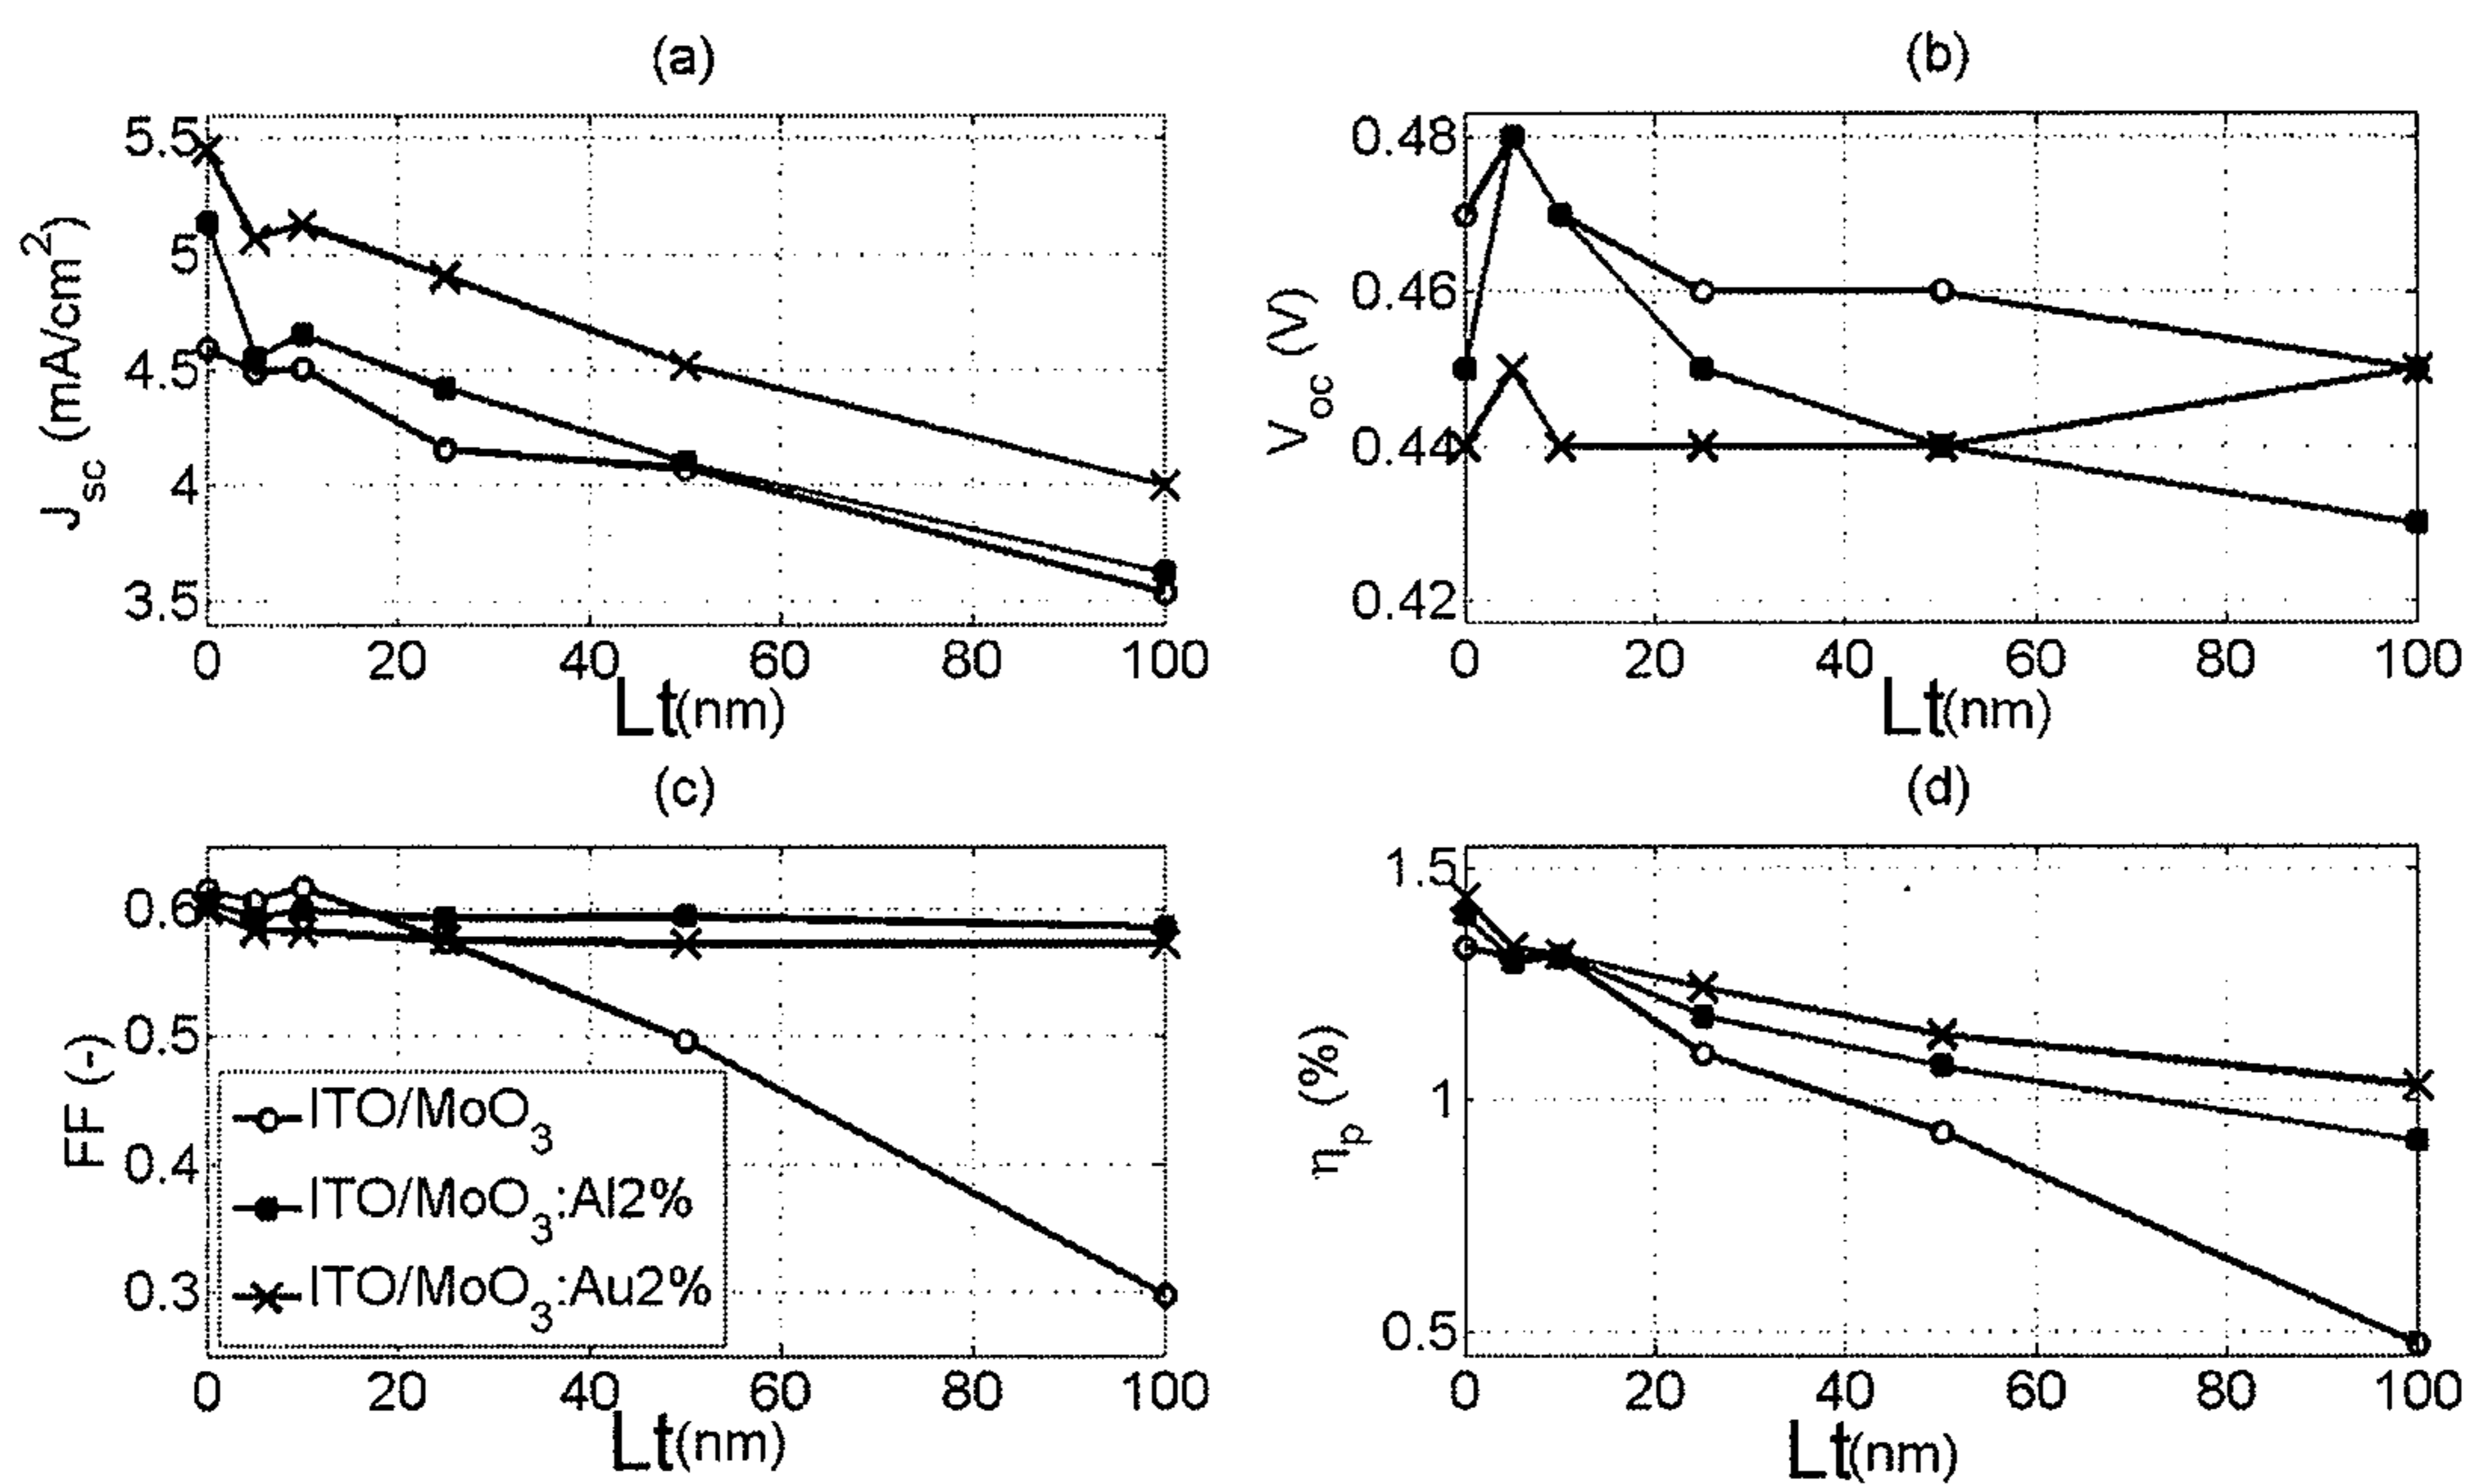 (a)
5.5
5
4.5
4
3.5
J_sc (mA/cm²)
0 20 40 60 80 100
Lt(nm)
(b)
0.48
0.46
0.44
0.42
V_oc (V)
0 20 40 60 80 100
Lt(nm)
(c)
0.6
0.5
0.4
0.3
FF (-)
ITO/MoO₃
ITO/MoO₃:Al2%
ITO/MoO₃:Au2%
0 20 40 60 80 100
Lt(nm)
(d)
1.5
1
0.5
η_p (%)
0 20 40 60 80 100
Lt(nm)